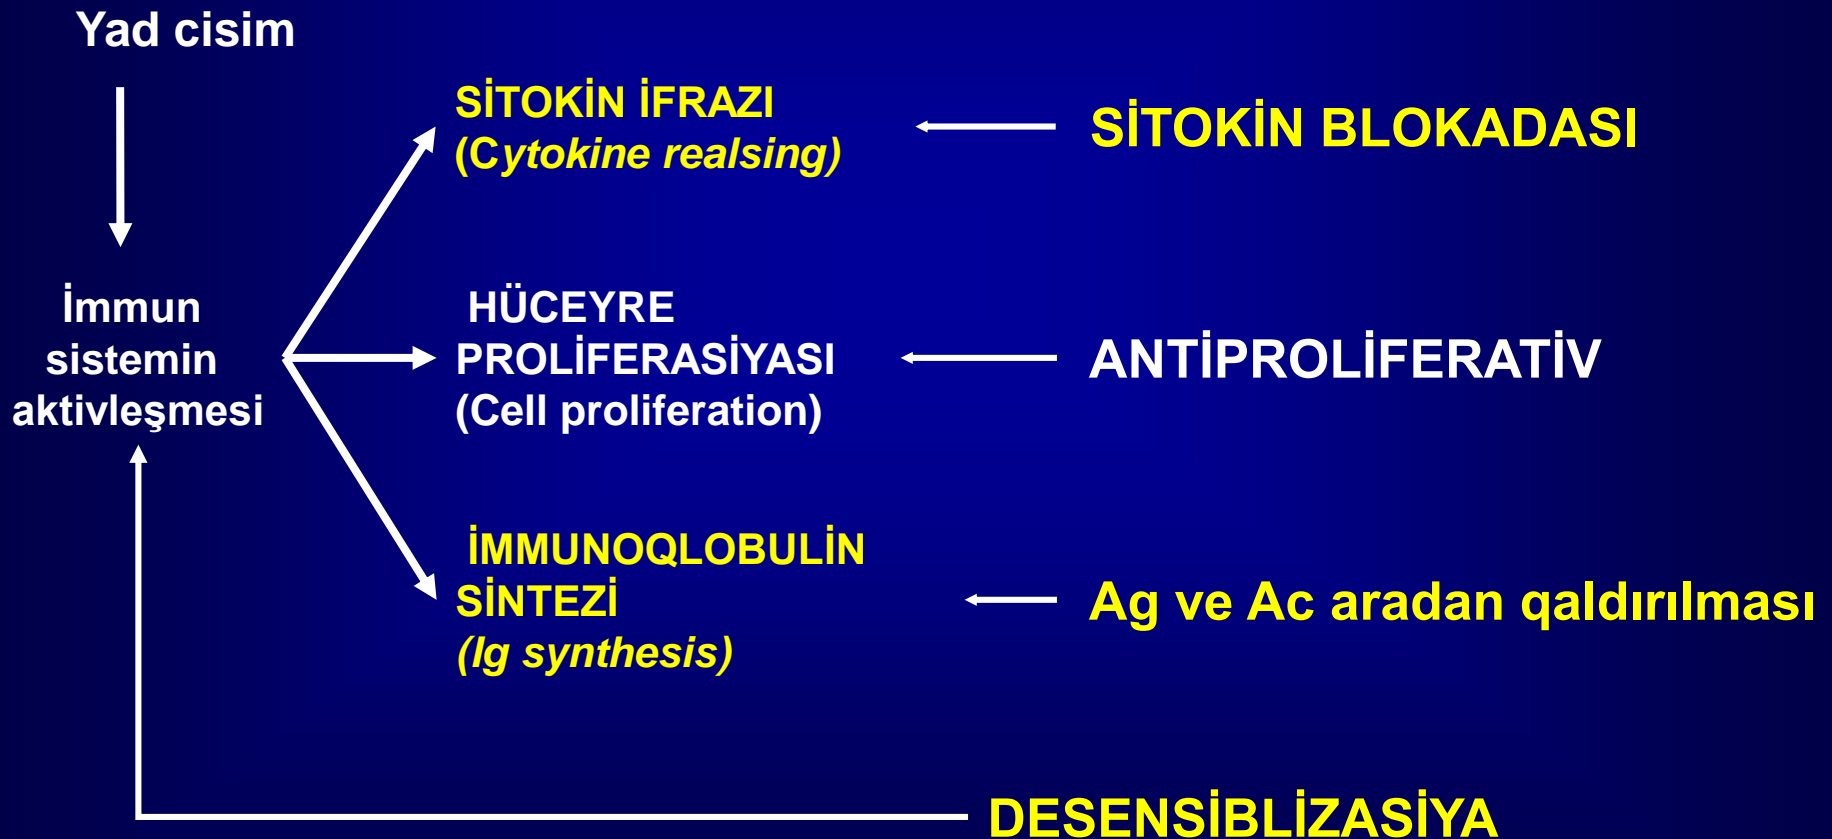 Yad cisim
SİTOKİN İFRAZI
(Cytokine realsing)
SİTOKİN BLOKADASI
İmmun
sistemin
aktivleşmesi
HÜCEYRE
PROLİFERASİYASI
(Cell proliferation)
ANTİPROLİFERATİV
İMMUNOQLOBULİN
SİNTEZİ
(Ig synthesis)
Ag ve Ac aradan qaldırılması
DESENSİBLİZASİYA